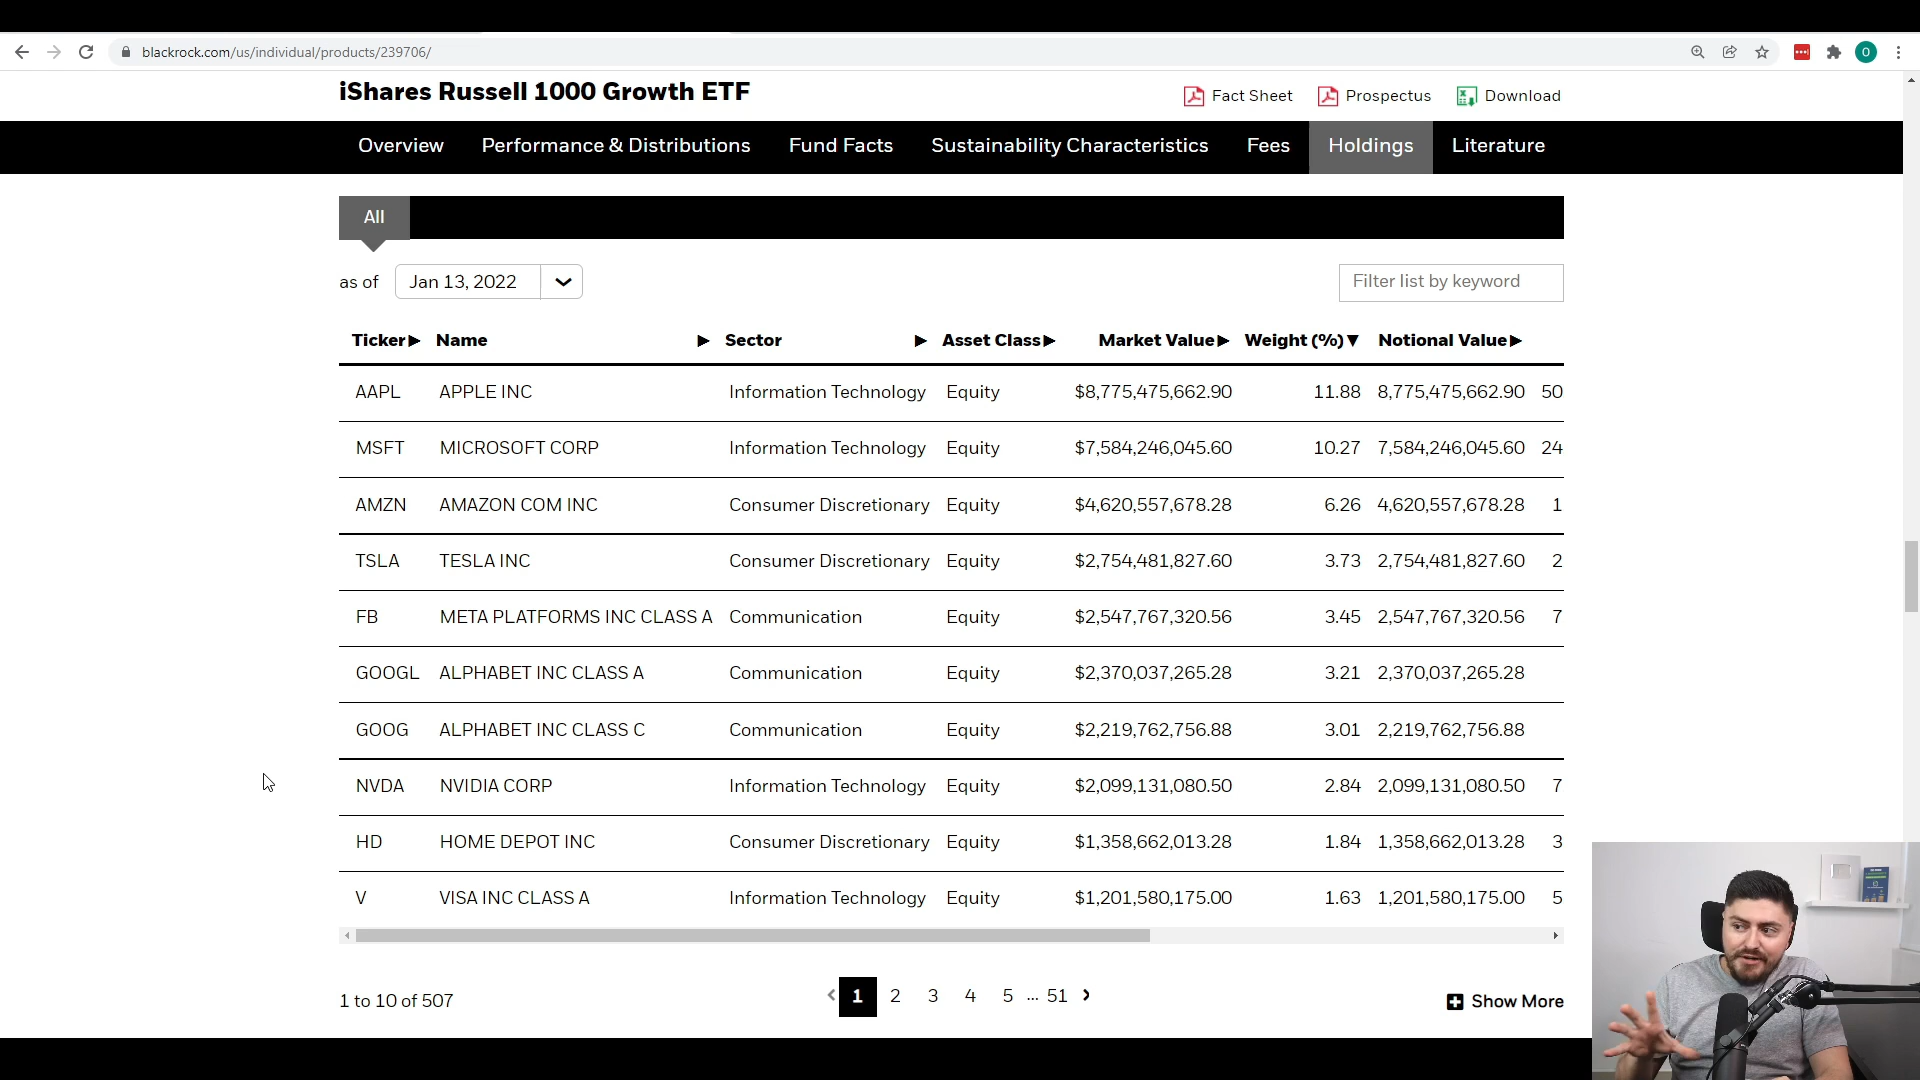 blackrock.com/us/individual/products/239706/
O
iShares Russell 1000 Growth ETF
Fact Sheet Prospectus Download
Overview Performance & Distributions Fund Facts Sustainability Characteristics Fees Holdings Literature
All
as of Jan 13, 2022 Filter list by keyword
Ticker▶ Name ▶ Sector ▶ Asset Class▶ Market Value▶ Weight (%)▼ Notional Value▶
AAPL APPLE INC Information Technology Equity $8,775,475,662.90 11.88 8,775,475,662.90 50
MSFT MICROSOFT CORP Information Technology Equity $7,584,246,045.60 10.27 7,584,246,045.60 24
AMZN AMAZON COM INC Consumer Discretionary Equity $4,620,557,678.28 6.26 4,620,557,678.28 1
TSLA TESLA INC Consumer Discretionary Equity $2,754,481,827.60 3.73 2,754,481,827.60 2
FB META PLATFORMS INC CLASS A Communication Equity $2,547,767,320.56 3.45 2,547,767,320.56 7
GOOGL ALPHABET INC CLASS A Communication Equity $2,370,037,265.28 3.21 2,370,037,265.28
GOOG ALPHABET INC CLASS C Communication Equity $2,219,762,756.88 3.01 2,219,762,756.88
NVDA NVIDIA CORP Information Technology Equity $2,099,131,080.50 2.84 2,099,131,080.50 7
HD HOME DEPOT INC Consumer Discretionary Equity $1,358,662,013.28 1.84 1,358,662,013.28 3
V VISA INC CLASS A Information Technology Equity $1,201,580,175.00 1.63 1,201,580,175.00 5
1 to 10 of 507 1 2 3 4 5 ... 51 Show More